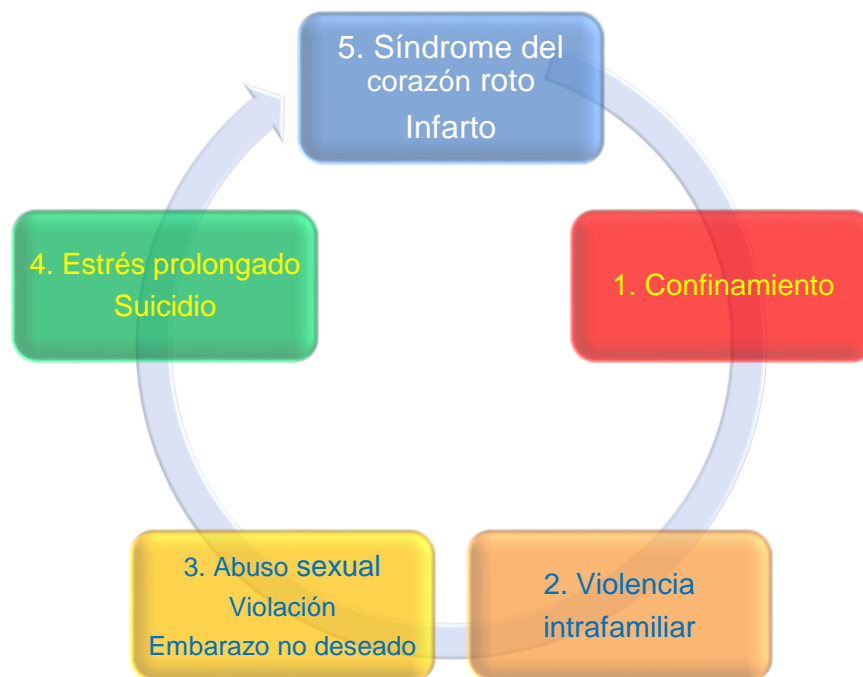 5. Síndrome del
corazón roto
Infarto
1. Confinamiento
2. Violencia
intrafamiliar
3. Abuso sexual
Violación
Embarazo no deseado
4. Estrés prolongado
Suicidio